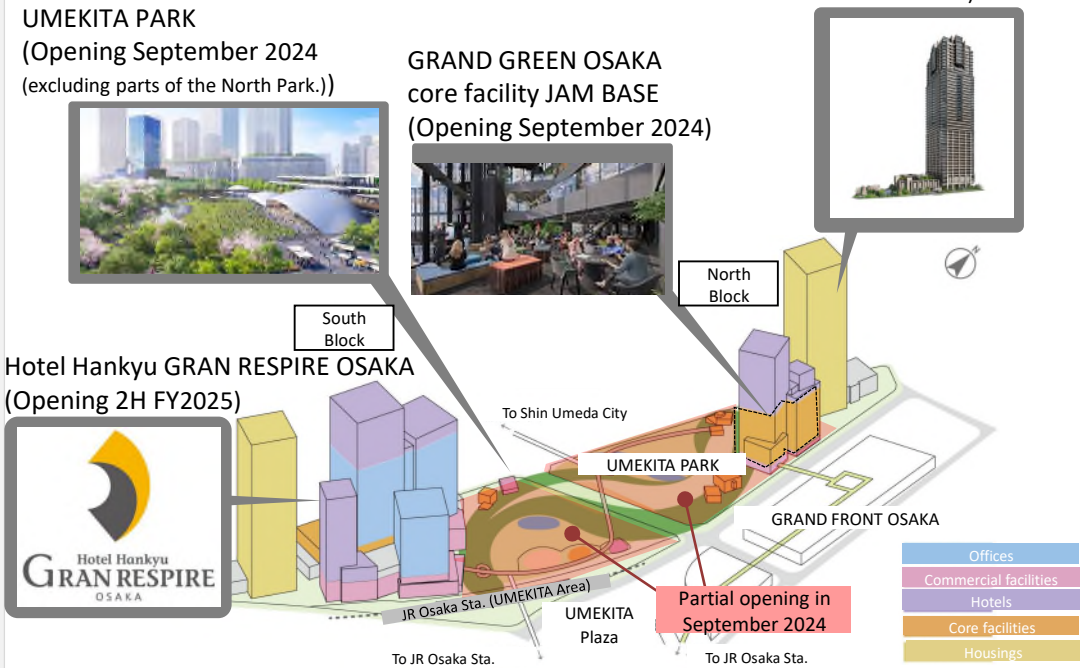 UMEKITA PARK
(Opening September 2024
(excluding parts of the North Park.))
GRAND GREEN OSAKA
core facility JAM BASE
(Opening September 2024)
N
North
Block
South
Block
Hotel Hankyu GRAN RESPIRE OSAKA
(Opening 2H FY2025)
Hotel Hankyu
GRAN RESPIRE
OSAKA
To Shin Umeda City
UMEKITA PARK
GRAND FRONT OSAKA
JR Osaka Sta. (UMEKITA Area)
UMEKITA
Plaza
Partial opening in
September 2024
To JR Osaka Sta.
To JR Osaka Sta.
Offices
Commercial facilities
Hotels
Core facilities
Housings